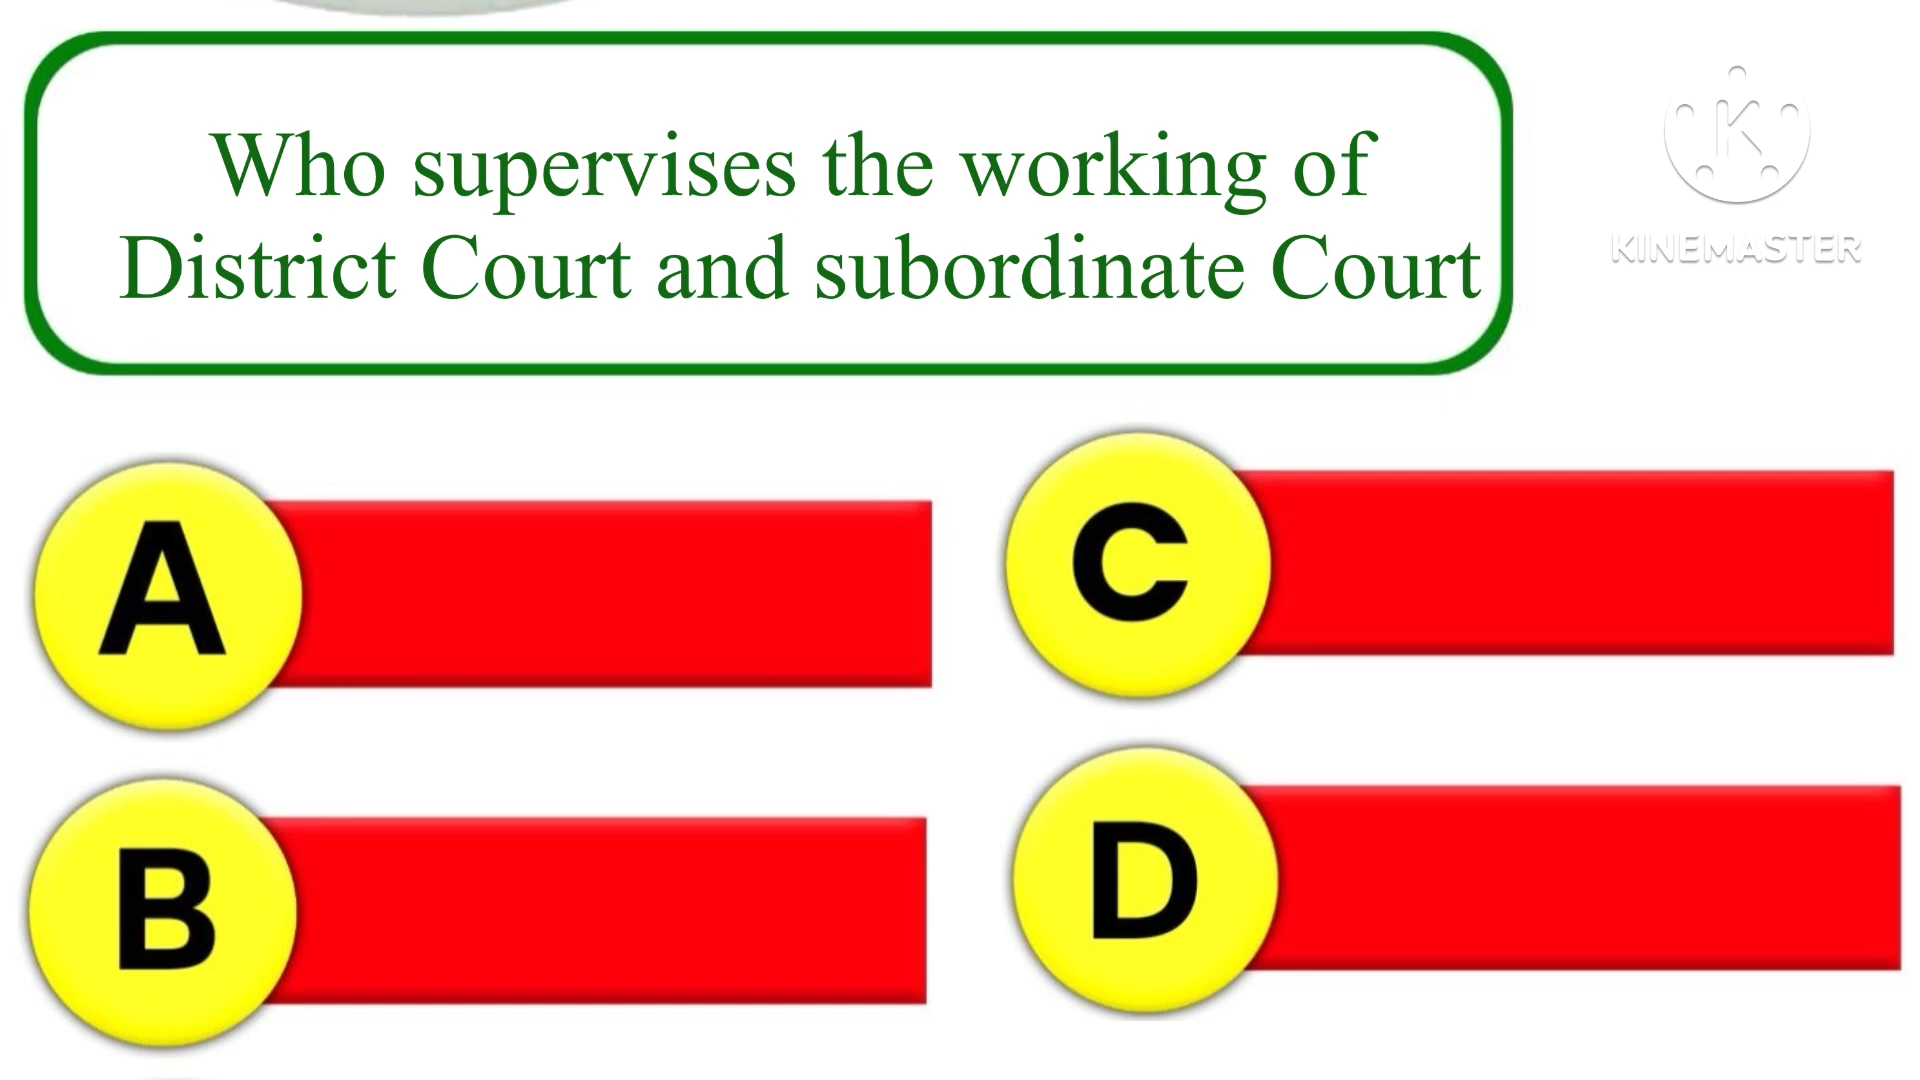 Who supervises the working of
District Court and subordinate Court
KINEMASTER
A
C
B
D